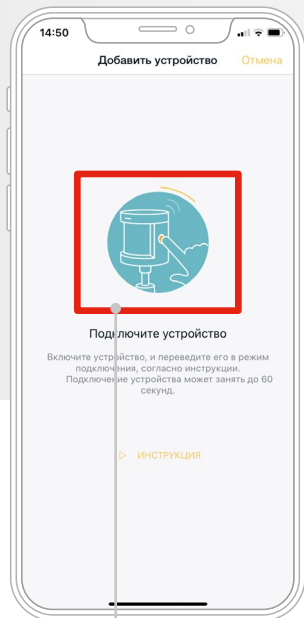 14:50
Добавить устройство Отмена
Подключите устройство
Включите устройство, и переведите его в режим
подключения, согласно инструкции.
Подключение устройства может занять до 60
секунд.
ИНСТРУКЦИЯ